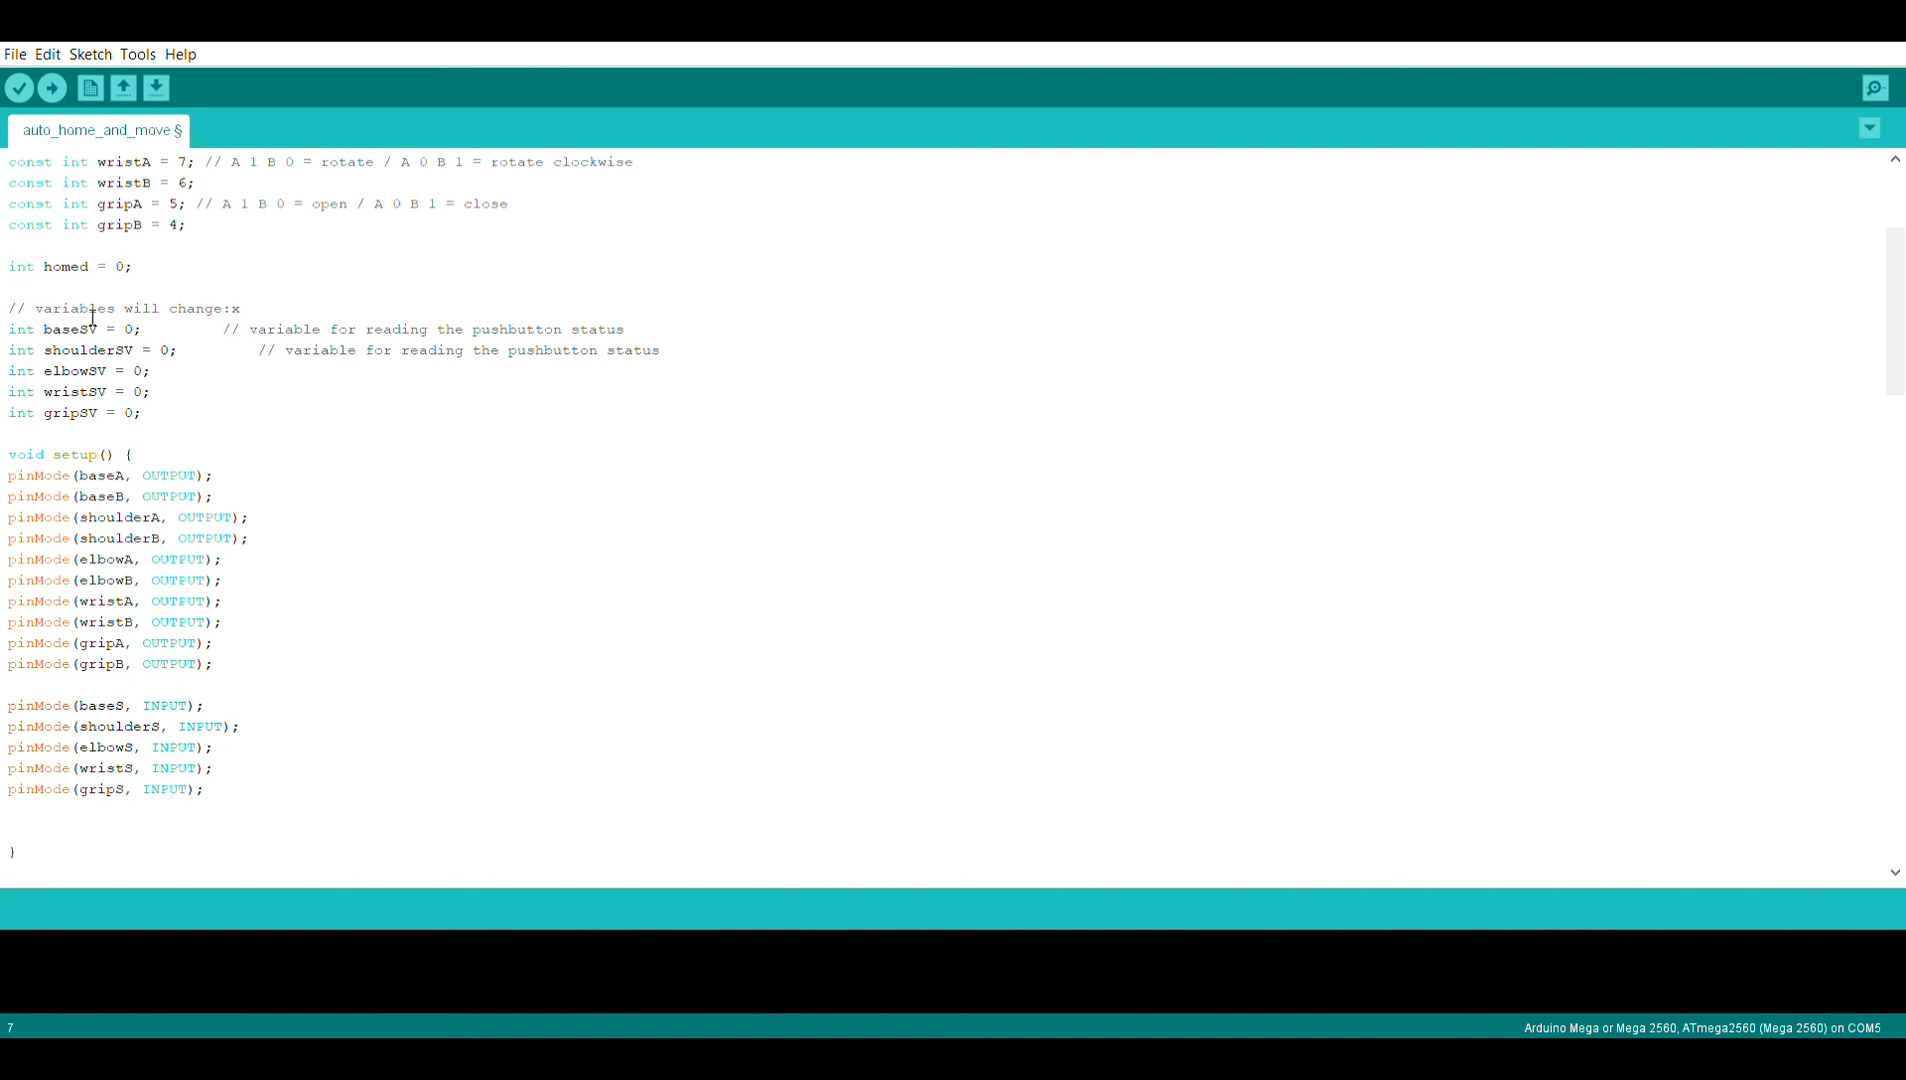 File Edit Sketch Tools Help
auto_home_and_move §
const int wristA = 7; // A 1 B 0 = rotate / A 0 B 1 = rotate clockwise
const int wristB = 6;
const int gripA = 5; // A 1 B 0 = open / A 0 B 1 = close
const int gripB = 4;
int homed = 0;
// variables will change:x
int baseSV = 0; // variable for reading the pushbutton status
int shoulderSV = 0; // variable for reading the pushbutton status
int elbowSV = 0;
int wristSV = 0;
int gripSV = 0;
void setup() {
pinMode(baseA, OUTPUT);
pinMode(baseB, OUTPUT);
pinMode(shoulderA, OUTPUT);
pinMode(shoulderB, OUTPUT);
pinMode(elbowA, OUTPUT);
pinMode(elbowB, OUTPUT);
pinMode(wristA, OUTPUT);
pinMode(wristB, OUTPUT);
pinMode(gripA, OUTPUT);
pinMode(gripB, OUTPUT);
pinMode(baseS, INPUT);
pinMode(shoulderS, INPUT);
pinMode(elbowS, INPUT);
pinMode(wristS, INPUT);
pinMode(gripS, INPUT);
}
7 Arduino Mega or Mega 2560, ATmega2560 (Mega 2560) on COM5